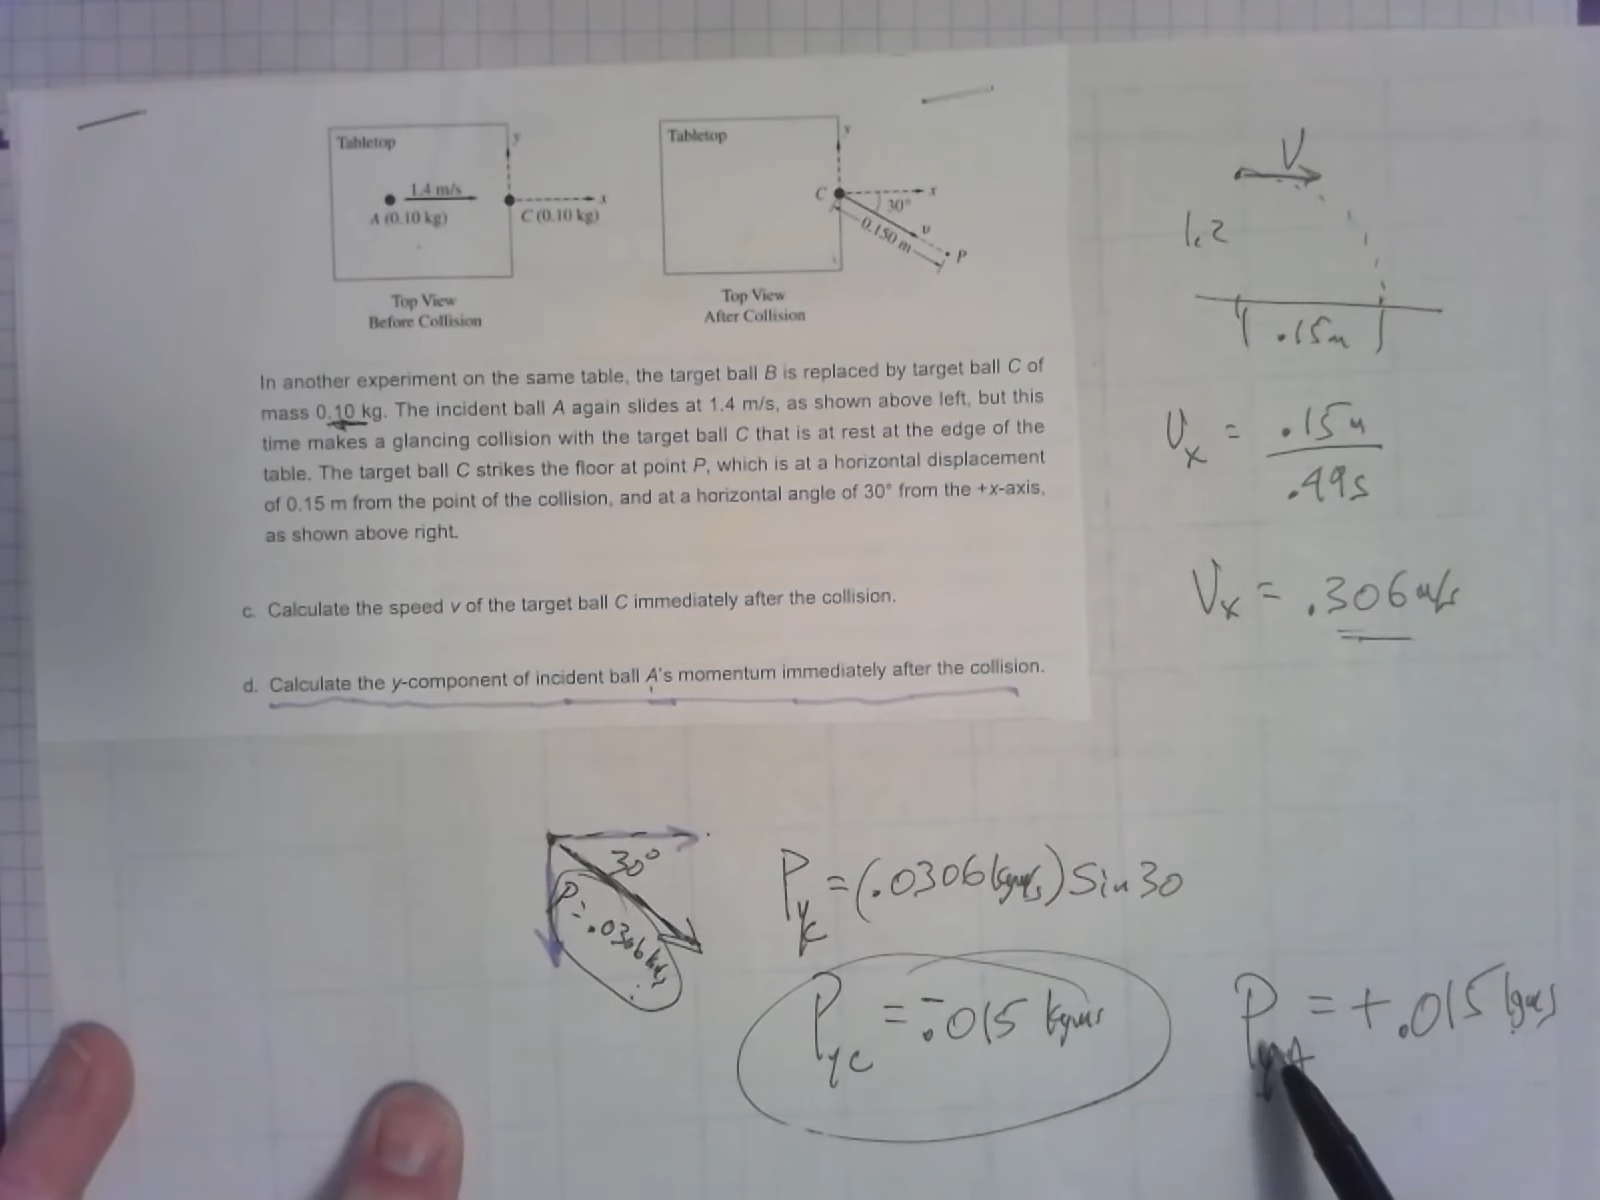 Tabletop
y
1.4 m/s
x
A (0.10 kg)
C (0.10 kg)
Top View
Before Collision
Tabletop
y
C
x
30°
v
0.150 m
P
Top View
After Collision
In another experiment on the same table, the target ball B is replaced by target ball C of
mass 0.10 kg. The incident ball A again slides at 1.4 m/s, as shown above left, but this
time makes a glancing collision with the target ball C that is at rest at the edge of the
table. The target ball C strikes the floor at point P, which is at a horizontal displacement
of 0.15 m from the point of the collision, and at a horizontal angle of 30° from the +x-axis,
as shown above right.
c. Calculate the speed v of the target ball C immediately after the collision.
d. Calculate the y-component of incident ball A's momentum immediately after the collision.
V
1.2
.15m
Vx = .15m
.49s
Vx = .306 m/s
30°
P = .0306
Pyc = (.0306 kgm/s) Sin 30
Pyc = -.015 kgm/s
PyA = +.015 kgm/s